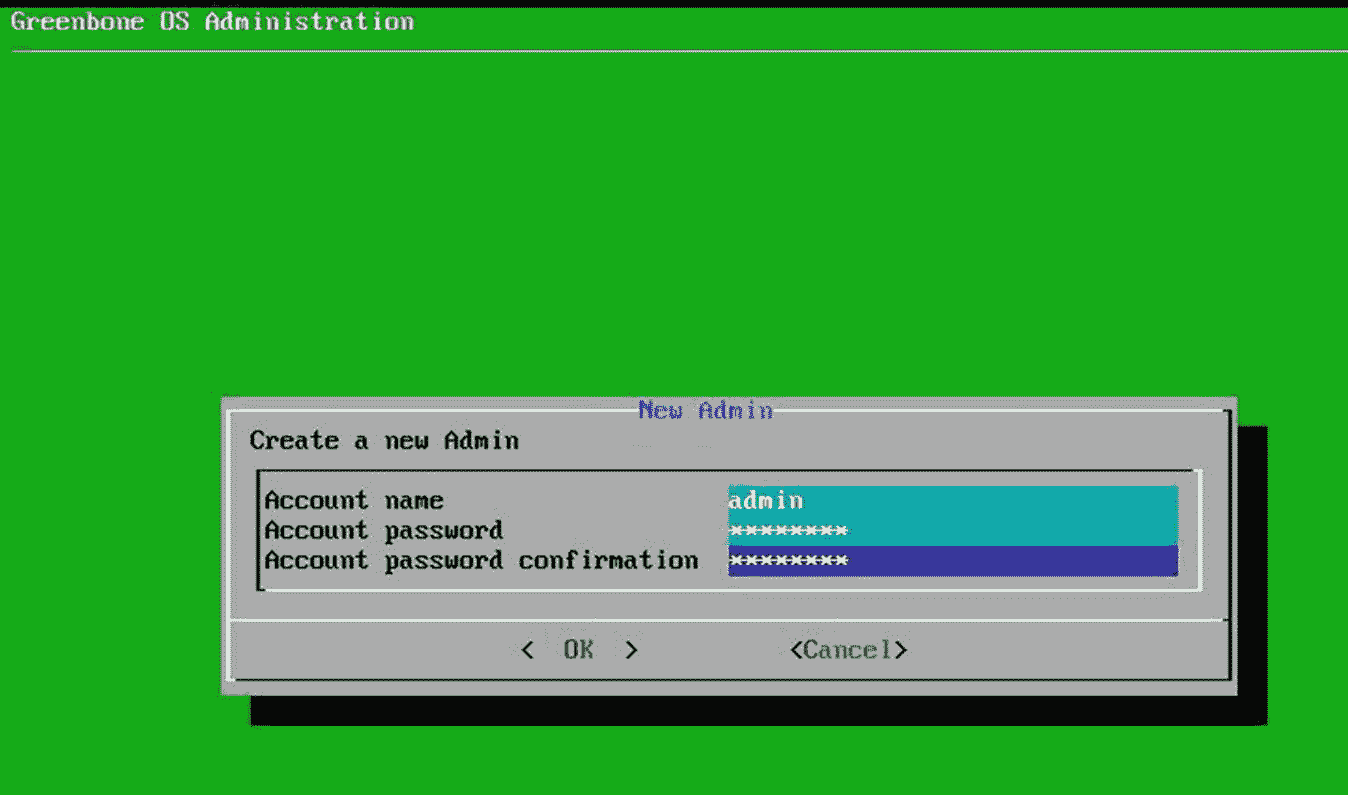 Greenbone OS Administration
New Admin
Create a new Admin
Account name admin
Account password ********
Account password confirmation ********
< OK > <Cancel>